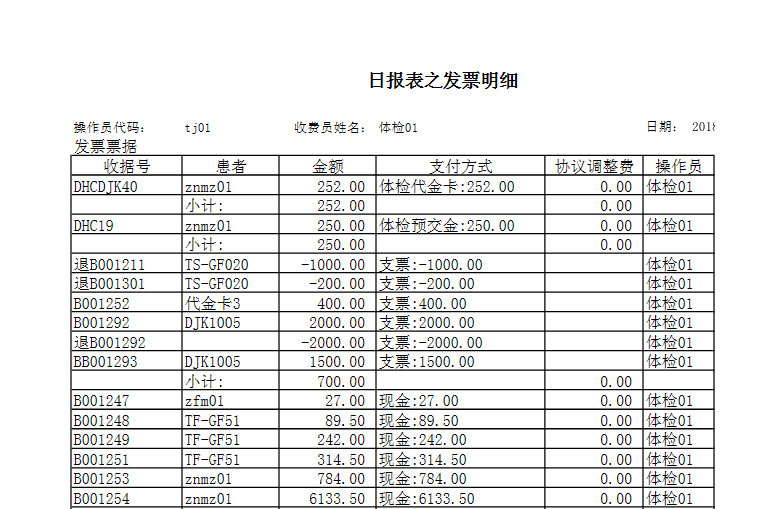 日报表之发票明细
操作员代码: tj01 收费员姓名: 体检01 日期: 2018
发票票据
收据号 患者 金额 支付方式 协议调整费 操作员
DHCDJK40 znmz01 252.00 体检代金卡:252.00 0.00 体检01
小计: 252.00 0.00
DHC19 znmz01 250.00 体检预交金:250.00 0.00 体检01
小计: 250.00 0.00
退B001211 TS-GF020 -1000.00 支票:-1000.00 体检01
退B001301 TS-GF020 -200.00 支票:-200.00 体检01
B001252 代金卡3 400.00 支票:400.00 体检01
B001292 DJK1005 2000.00 支票:2000.00 体检01
退B001292 -2000.00 支票:-2000.00 体检01
BB001293 DJK1005 1500.00 支票:1500.00 体检01
小计: 700.00 0.00
B001247 zfm01 27.00 现金:27.00 0.00 体检01
B001248 TF-GF51 89.50 现金:89.50 0.00 体检01
B001249 TF-GF51 242.00 现金:242.00 0.00 体检01
B001251 TF-GF51 314.50 现金:314.50 0.00 体检01
B001253 znmz01 784.00 现金:784.00 0.00 体检01
B001254 znmz01 6133.50 现金:6133.50 0.00 体检01